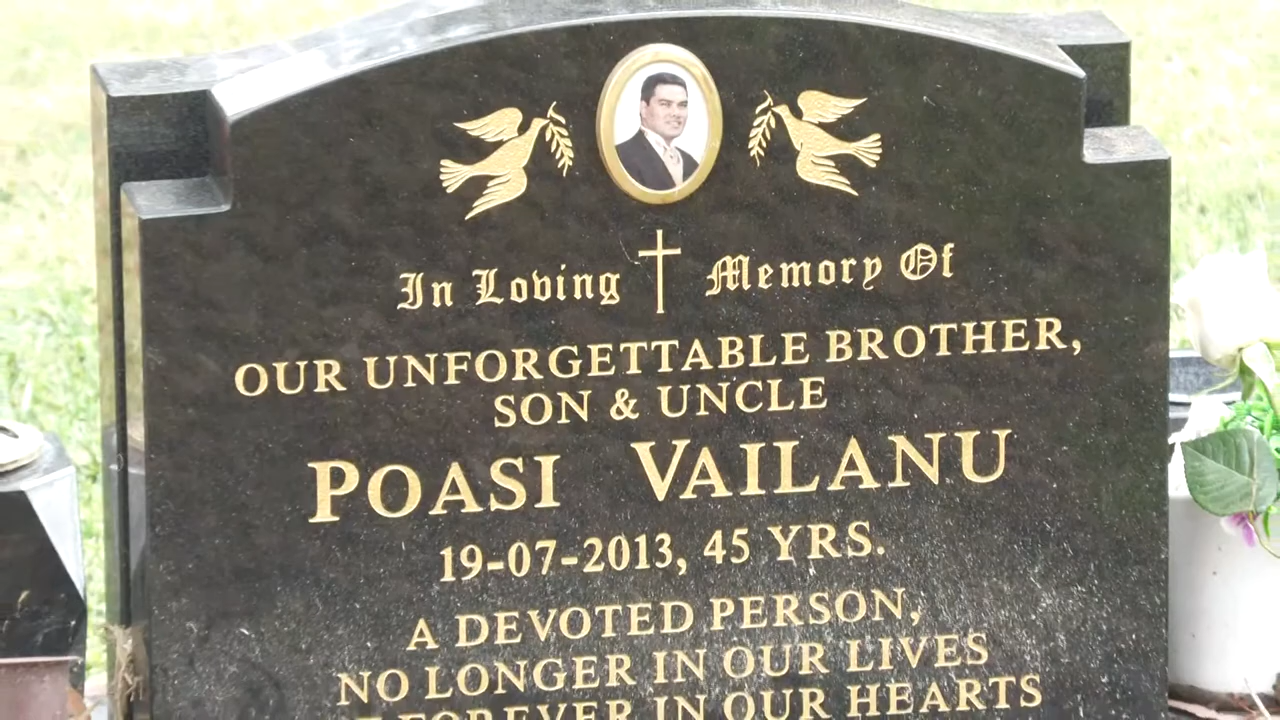 In Loving Memory Of
OUR UNFORGETTABLE BROTHER,
SON & UNCLE
POASI VAILANU
19-07-2013, 45 YRS.
A DEVOTED PERSON,
NO LONGER IN OUR LIVES
FOREVER IN OUR HEARTS